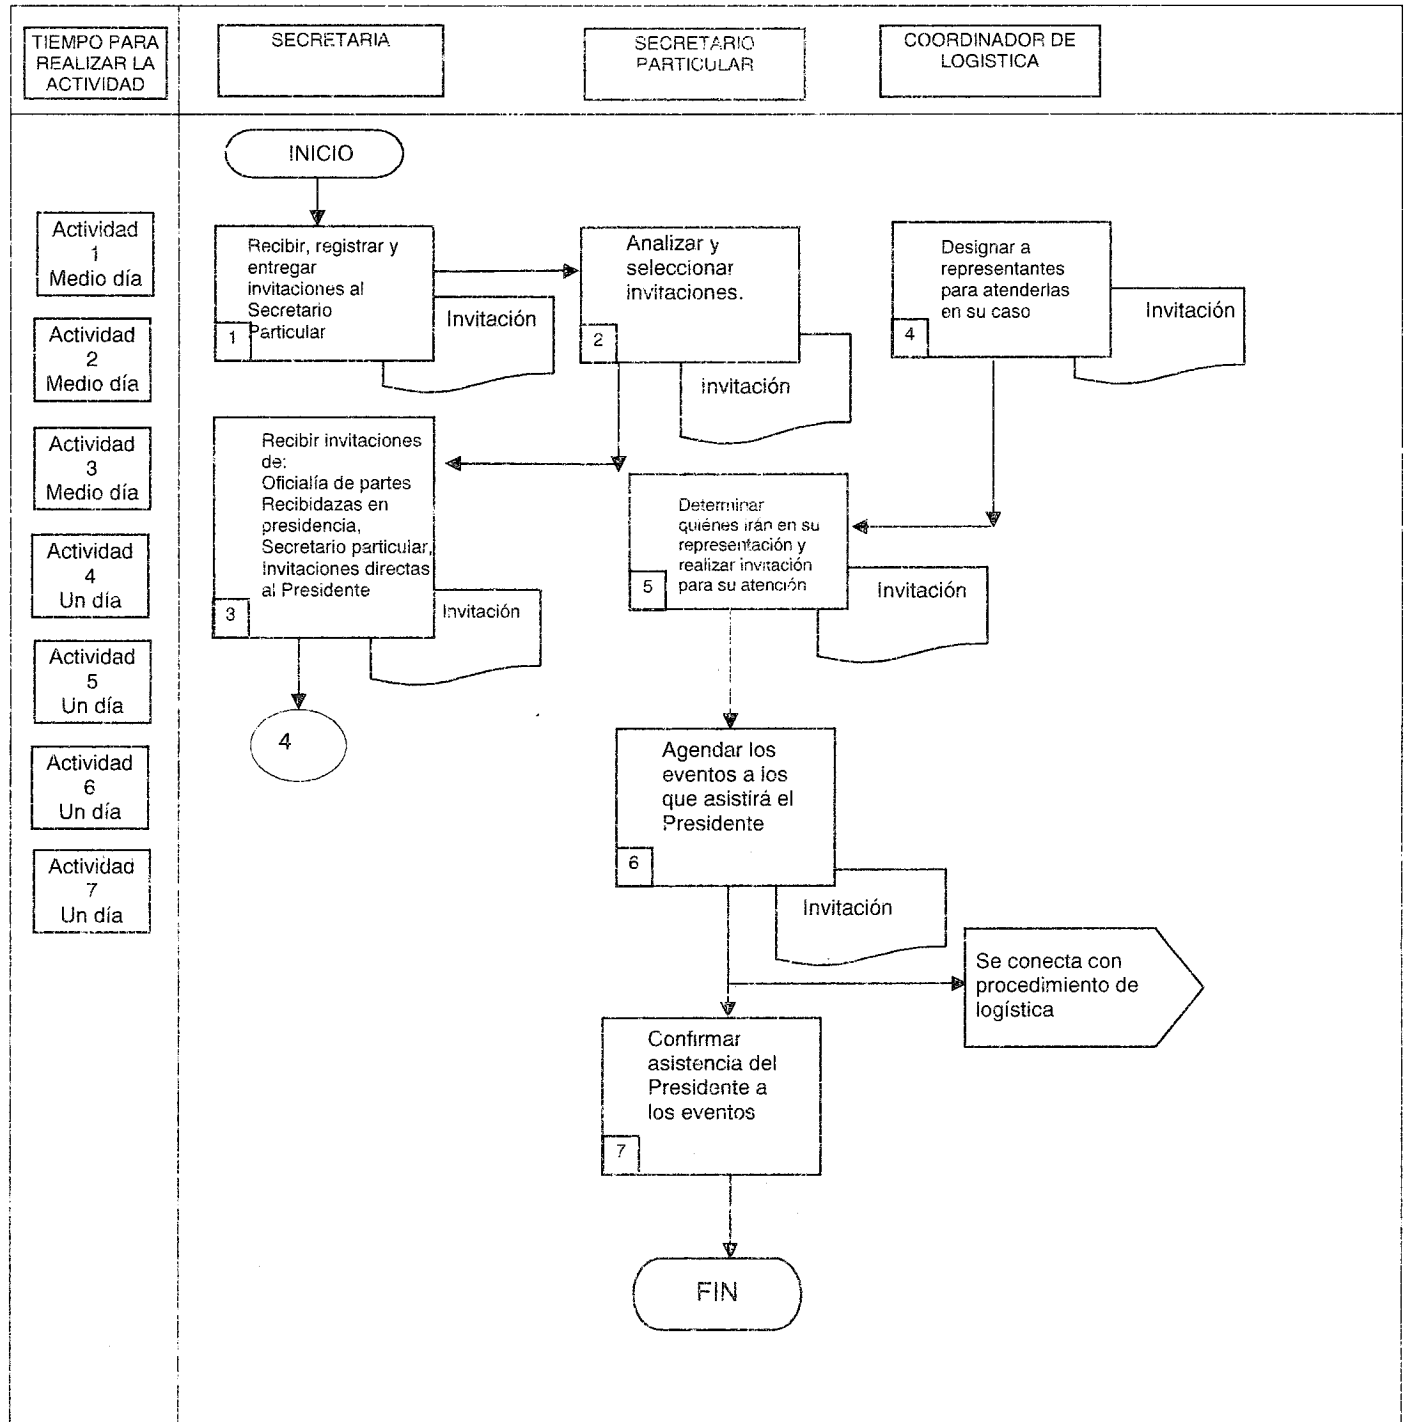 TIEMPO PARA
REALIZAR LA
ACTIVIDAD
SECRETARIA
SECRETARIO
PARTICULAR
COORDINADOR DE
LOGISTICA
INICIO
Actividad
1
Medio día
Actividad
2
Medio día
Actividad
3
Medio día
Actividad
4
Un día
Actividad
5
Un día
Actividad
6
Un día
Actividad
7
Un día
Recibir, registrar y
entregar
invitaciones al
Secretario
Particular
1
Invitación
Analizar y
seleccionar
invitaciones.
2
Invitación
Designar a
representantes
para atenderlas
en su caso
4
Invitación
Recibir invitaciones
de:
Oficialía de partes
Recibidazas en
presidencia,
Secretario particular,
Invitaciones directas
al Presidente
3
Invitación
4
Determinar
quiénes irán en su
representación y
realizar invitación
para su atención
5
Invitación
Agendar los
eventos a los
que asistirá el
Presidente
6
Invitación
Se conecta con
procedimiento de
logística
Confirmar
asistencia del
Presidente a
los eventos
7
FIN